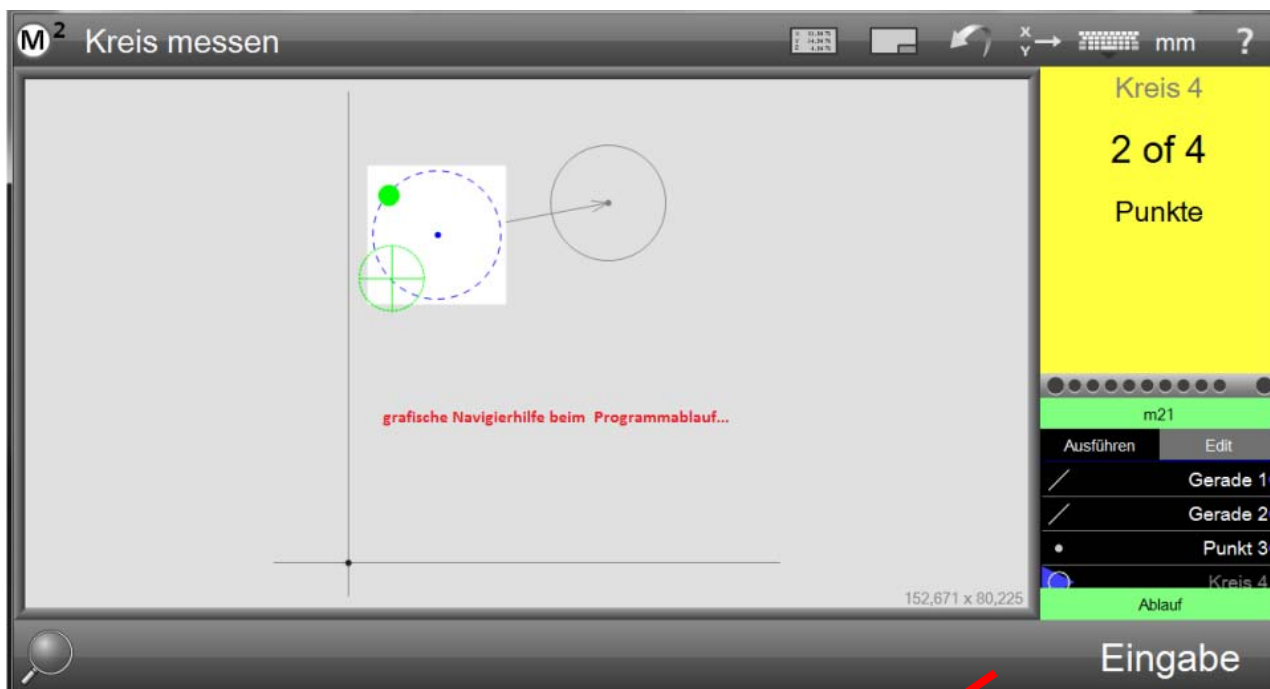 M2 Kreis messen
X
Y
mm ?
Kreis 4
2 of 4
Punkte
grafische Navigierhilfe beim Programmablauf...
m21
Ausführen Edit
Gerade 1
Gerade 2
Punkt 3
Kreis 4
152,671 x 80,225
Ablauf
Eingabe